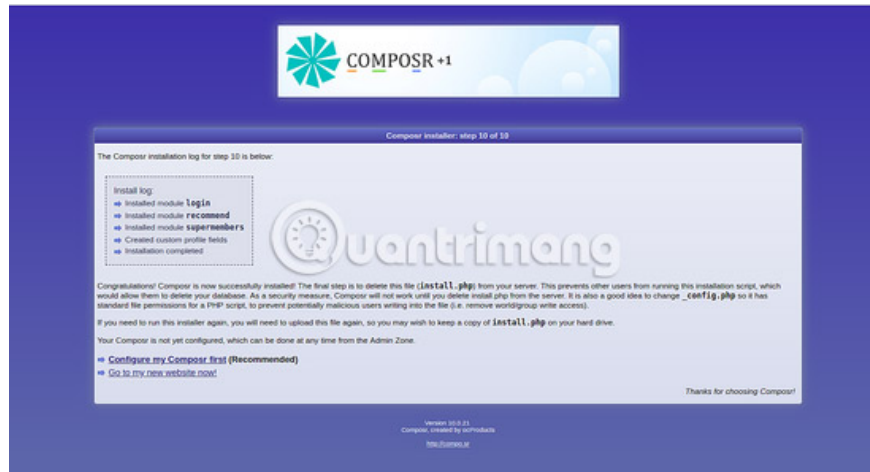 COMPOSR +1
Composr installer: step 10 of 10
The Composr installation log for step 10 is below:
Install log:
Installed module login
Installed module recommend
Installed module supermembers
Created custom profile fields
Installation completed
Quantrimang
Congratulations! Composr is now successfully installed! The final step is to delete this file (install.php) from your server. This prevents other users from running this installation script, which
would allow them to delete your database. As a security measure, Composr will not work until you delete install.php from the server. It is also a good idea to change _config.php so it has
standard file permissions for a PHP script, to prevent potentially malicious users writing into the file (i.e. remove world/group write access).
If you need to run this installer again, you will need to upload this file again, so you may wish to keep a copy of install.php on your hard drive.
Your Composr is not yet configured, which can be done at any time from the Admin Zone.
Configure my Composr first (Recommended)
Go to my new website now!
Thanks for choosing Composr!
Version 10.0.21
Composr, created by ocProducts
http://compo.sr